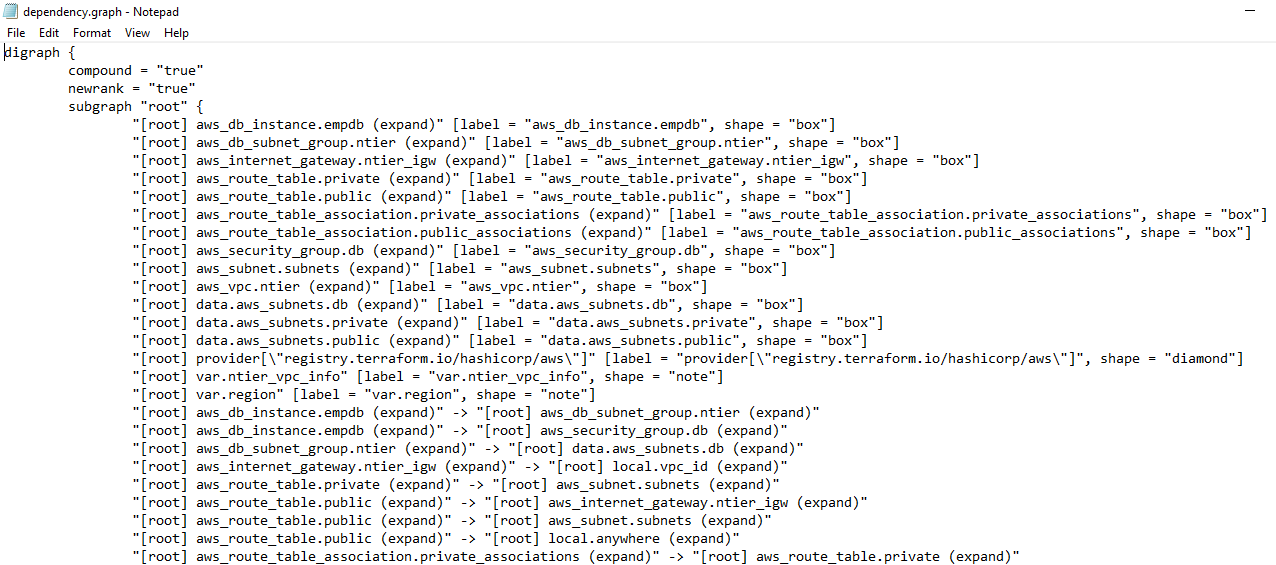 dependency.graph - Notepad
File Edit Format View Help
digraph {
compound = "true"
newrank = "true"
subgraph "root" {
"[root] aws_db_instance.empdb (expand)" [label = "aws_db_instance.empdb", shape = "box"]
"[root] aws_db_subnet_group.ntier (expand)" [label = "aws_db_subnet_group.ntier", shape = "box"]
"[root] aws_internet_gateway.ntier_igw (expand)" [label = "aws_internet_gateway.ntier_igw", shape = "box"]
"[root] aws_route_table.private (expand)" [label = "aws_route_table.private", shape = "box"]
"[root] aws_route_table.public (expand)" [label = "aws_route_table.public", shape = "box"]
"[root] aws_route_table_association.private_associations (expand)" [label = "aws_route_table_association.private_associations", shape = "box"]
"[root] aws_route_table_association.public_associations (expand)" [label = "aws_route_table_association.public_associations", shape = "box"]
"[root] aws_security_group.db (expand)" [label = "aws_security_group.db", shape = "box"]
"[root] aws_subnet.subnets (expand)" [label = "aws_subnet.subnets", shape = "box"]
"[root] aws_vpc.ntier (expand)" [label = "aws_vpc.ntier", shape = "box"]
"[root] data.aws_subnets.db (expand)" [label = "data.aws_subnets.db", shape = "box"]
"[root] data.aws_subnets.private (expand)" [label = "data.aws_subnets.private", shape = "box"]
"[root] data.aws_subnets.public (expand)" [label = "data.aws_subnets.public", shape = "box"]
"[root] provider[\"registry.terraform.io/hashicorp/aws\"]" [label = "provider[\"registry.terraform.io/hashicorp/aws\"]", shape = "diamond"]
"[root] var.ntier_vpc_info" [label = "var.ntier_vpc_info", shape = "note"]
"[root] var.region" [label = "var.region", shape = "note"]
"[root] aws_db_instance.empdb (expand)" -> "[root] aws_db_subnet_group.ntier (expand)"
"[root] aws_db_instance.empdb (expand)" -> "[root] aws_security_group.db (expand)"
"[root] aws_db_subnet_group.ntier (expand)" -> "[root] data.aws_subnets.db (expand)"
"[root] aws_internet_gateway.ntier_igw (expand)" -> "[root] local.vpc_id (expand)"
"[root] aws_route_table.private (expand)" -> "[root] aws_subnet.subnets (expand)"
"[root] aws_route_table.public (expand)" -> "[root] aws_internet_gateway.ntier_igw (expand)"
"[root] aws_route_table.public (expand)" -> "[root] aws_subnet.subnets (expand)"
"[root] aws_route_table.public (expand)" -> "[root] local.anywhere (expand)"
"[root] aws_route_table_association.private_associations (expand)" -> "[root] aws_route_table.private (expand)"